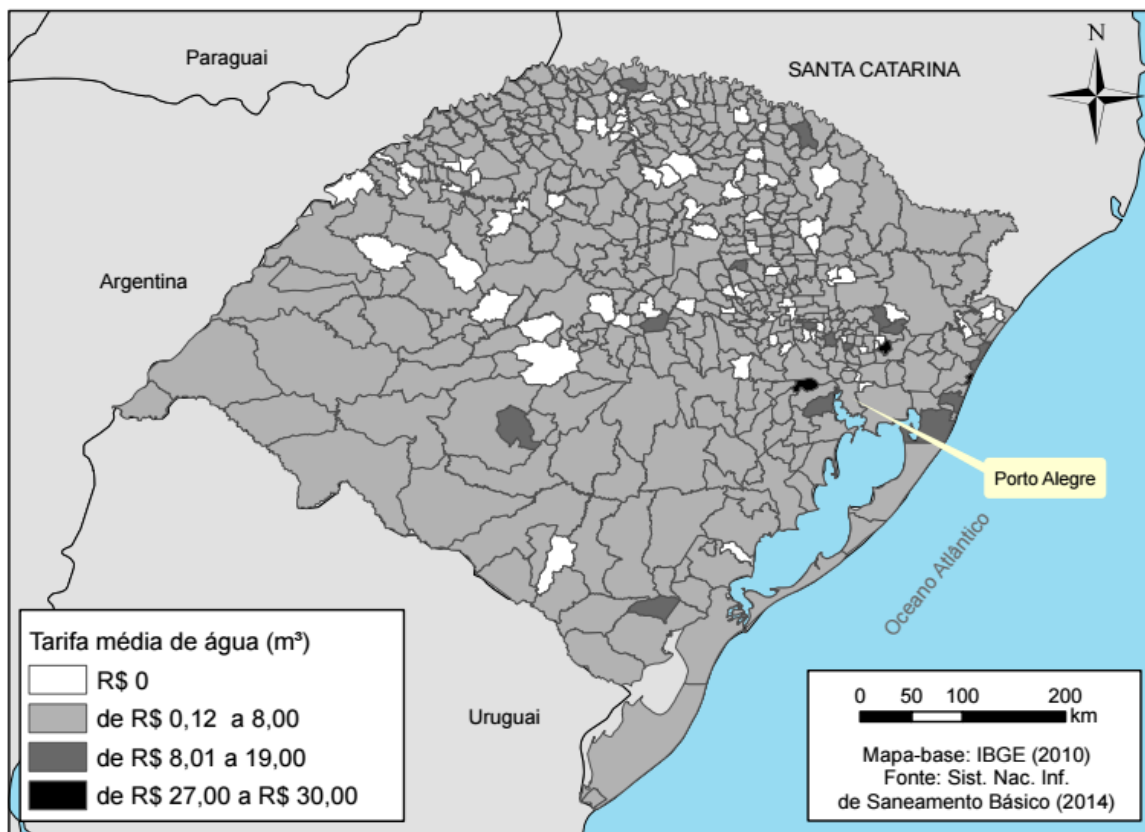 Paraguai
SANTA CATARINA
N
Argentina
Porto Alegre
Oceano Atlântico
Uruguai
Tarifa média de água (m³)
R$ 0
de R$ 0,12 a 8,00
de R$ 8,01 a 19,00
de R$ 27,00 a R$ 30,00
0 50 100 200
km
Mapa-base: IBGE (2010)
Fonte: Sist. Nac. Inf.
de Saneamento Básico (2014)